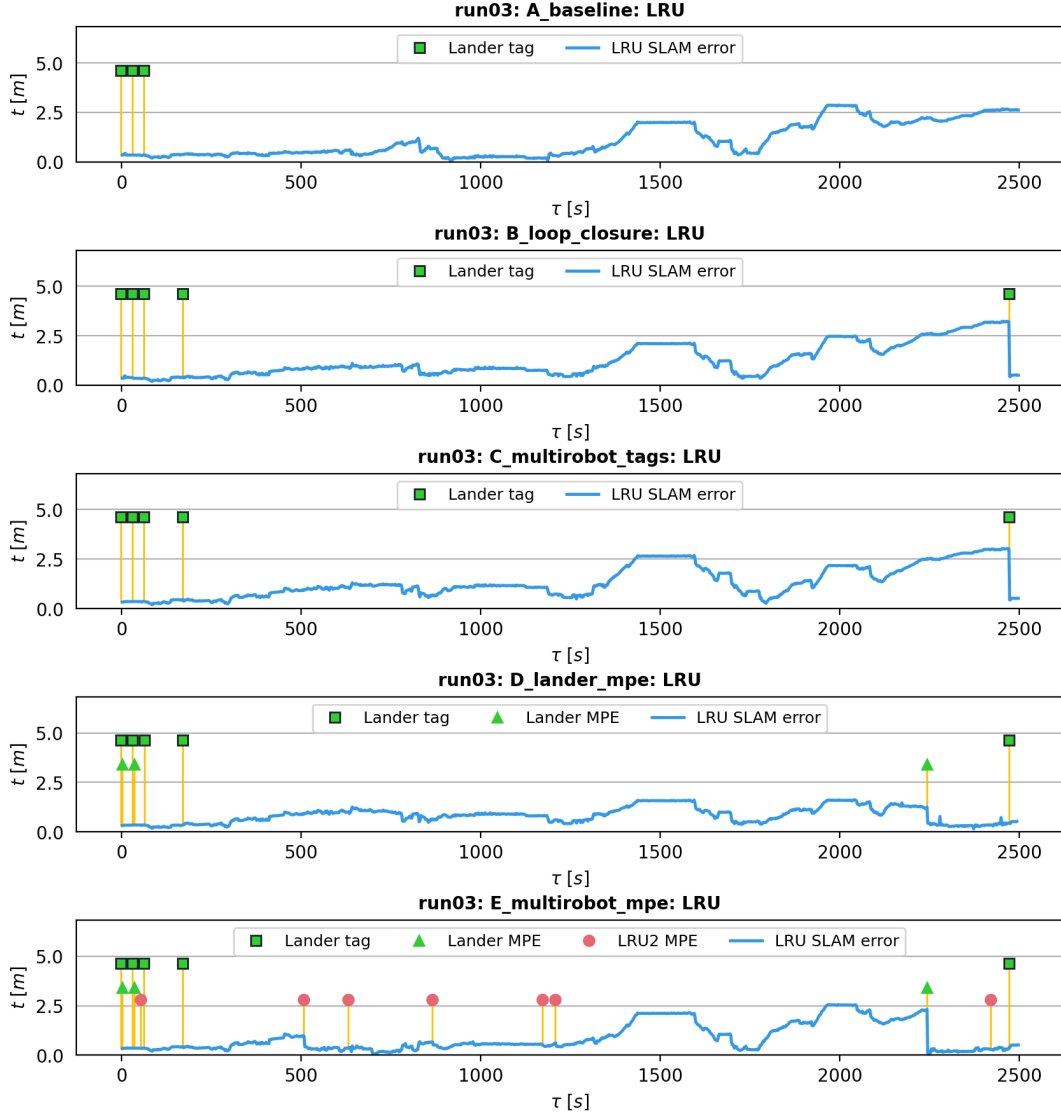 run03: A_baseline: LRU
Lander tag LRU SLAM error
5.0
2.5
0.0
t [m]
0 500 1000 1500 2000 2500
τ [s]
run03: B_loop_closure: LRU
Lander tag LRU SLAM error
5.0
2.5
0.0
t [m]
0 500 1000 1500 2000 2500
τ [s]
run03: C_multirobot_tags: LRU
Lander tag LRU SLAM error
5.0
2.5
0.0
t [m]
0 500 1000 1500 2000 2500
τ [s]
run03: D_lander_mpe: LRU
Lander tag Lander MPE LRU SLAM error
5.0
2.5
0.0
t [m]
0 500 1000 1500 2000 2500
τ [s]
run03: E_multirobot_mpe: LRU
Lander tag Lander MPE LRU2 MPE LRU SLAM error
5.0
2.5
0.0
t [m]
0 500 1000 1500 2000 2500
τ [s]